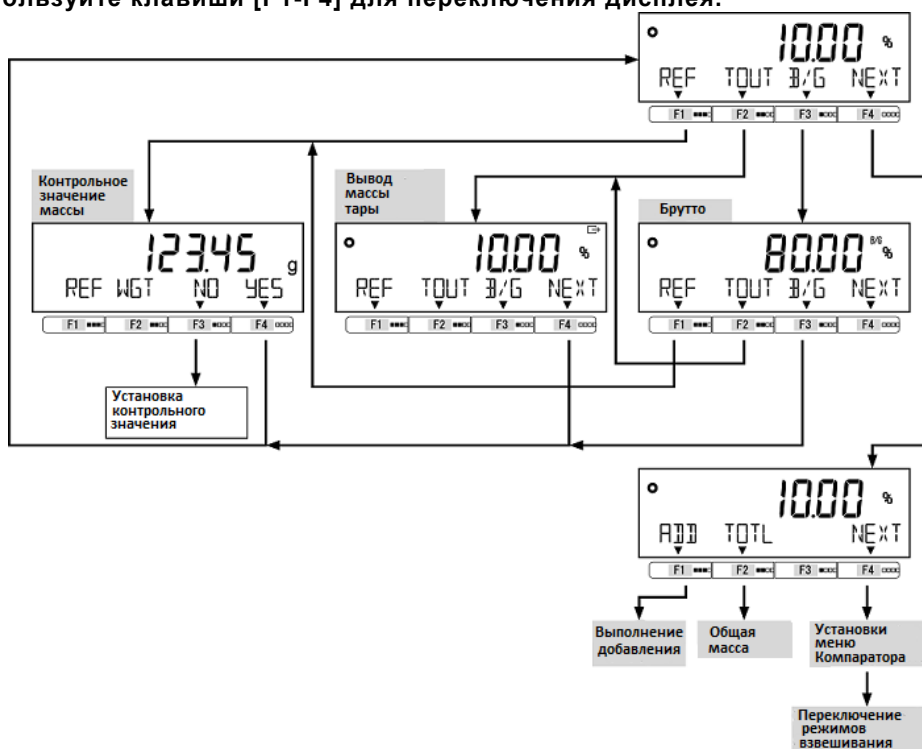 ользуйте клавиши [F1-F4] для переключения дисплея.
10.00 %
REF TOUT B/G NEXT
F1 F2 F3 F4
Контрольное
значение
массы
123.45 g
REF WGT NO YES
F1 F2 F3 F4
Вывод
массы
тары
10.00 %
REF TOUT B/G NEXT
F1 F2 F3 F4
Брутто
B/G
80.00 %
REF TOUT B/G NEXT
F1 F2 F3 F4
Установка
контрольного
значения
10.00 %
ADD TOTL NEXT
F1 F2 F3 F4
Выполнение
добавления
Общая
масса
Установки
меню
Компаратора
Переключение
режимов
взвешивания